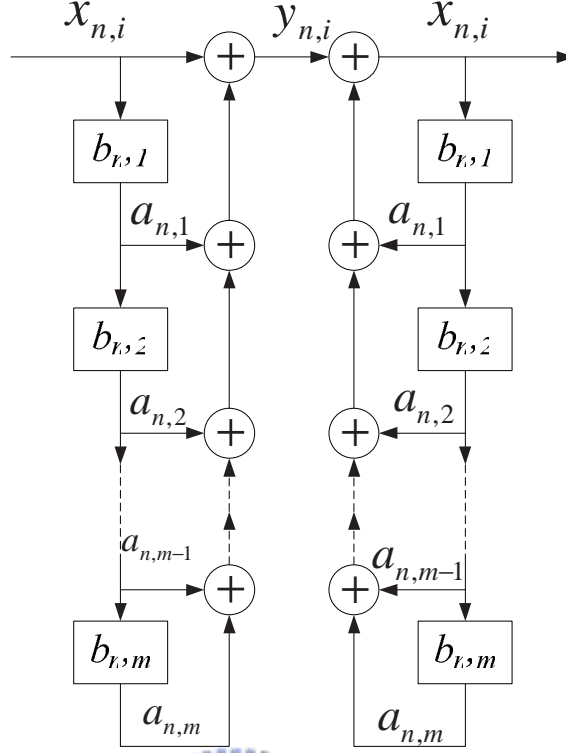 x_{n,i} y_{n,i} x_{n,i}
+ +
b_{n,1} b_{n,1}
a_{n,1} a_{n,1}
+ +
b_{n,2} b_{n,2}
a_{n,2} a_{n,2}
+ +
a_{n,m-1} a_{n,m-1}
+ +
b_{n,m} b_{n,m}
a_{n,m} a_{n,m}